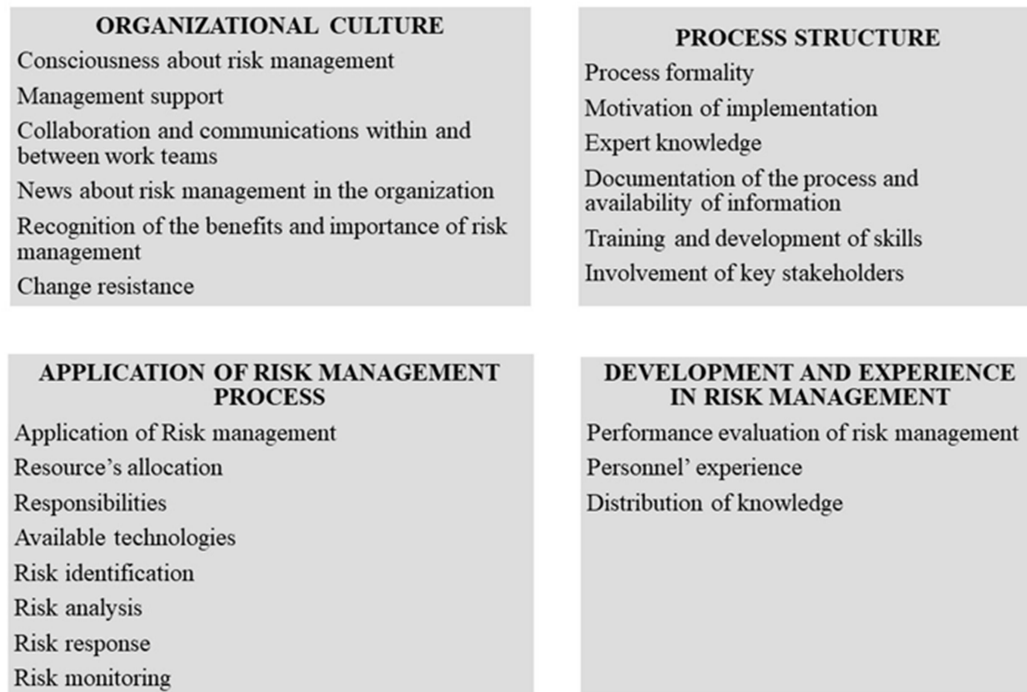 ORGANIZATIONAL CULTURE
Consciousness about risk management
Management support
Collaboration and communications within and
between work teams
News about risk management in the organization
Recognition of the benefits and importance of risk
management
Change resistance
PROCESS STRUCTURE
Process formality
Motivation of implementation
Expert knowledge
Documentation of the process and
availability of information
Training and development of skills
Involvement of key stakeholders
APPLICATION OF RISK MANAGEMENT
PROCESS
Application of Risk management
Resource’s allocation
Responsibilities
Available technologies
Risk identification
Risk analysis
Risk response
Risk monitoring
DEVELOPMENT AND EXPERIENCE
IN RISK MANAGEMENT
Performance evaluation of risk management
Personnel’ experience
Distribution of knowledge